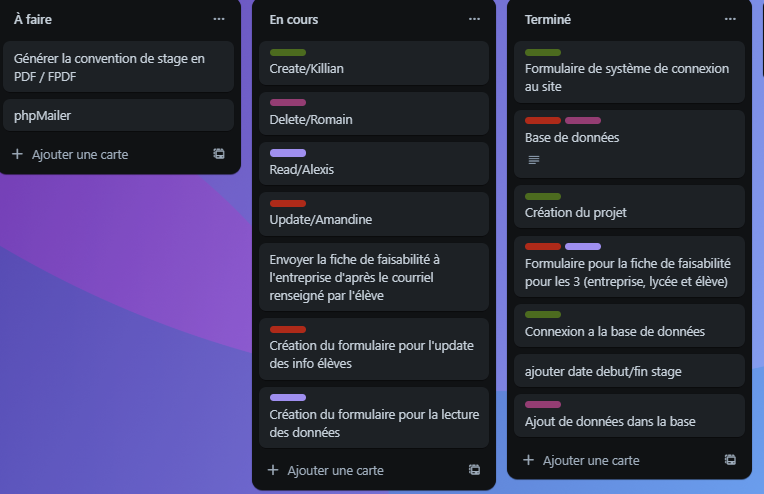 À faire
Générer la convention de stage en
PDF / FPDF
phpMailer
Ajouter une carte
En cours
Create/Killian
Delete/Romain
Read/Alexis
Update/Amandine
Envoyer la fiche de faisabilité à
l'entreprise d'après le courriel
renseigné par l'élève
Création du formulaire pour l'update
des info élèves
Création du formulaire pour la lecture
des données
Ajouter une carte
Terminé
Formulaire de système de connexion
au site
Base de données
Création du projet
Formulaire pour la fiche de faisabilité
pour les 3 (entreprise, lycée et élève)
Connexion a la base de données
ajouter date debut/fin stage
Ajout de données dans la base
Ajouter une carte